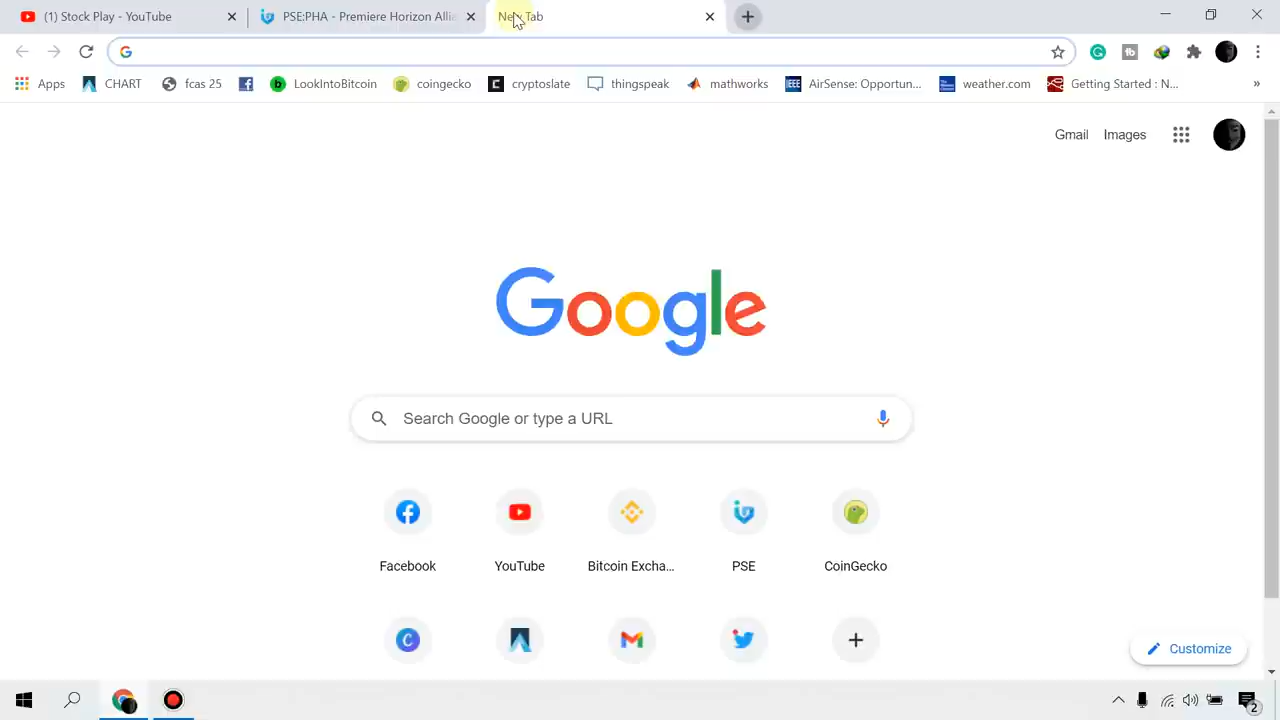 (1) Stock Play - YouTube
PSE:PHA - Premiere Horizon Allia
New Tab
Apps
CHART
fcas 25
LookIntoBitcoin
coingecko
cryptoslate
thingspeak
mathworks
AirSense: Opportun...
weather.com
Getting Started : N...
»
Gmail
Images
Google
Search Google or type a URL
Facebook
YouTube
Bitcoin Excha...
PSE
CoinGecko
Customize
2